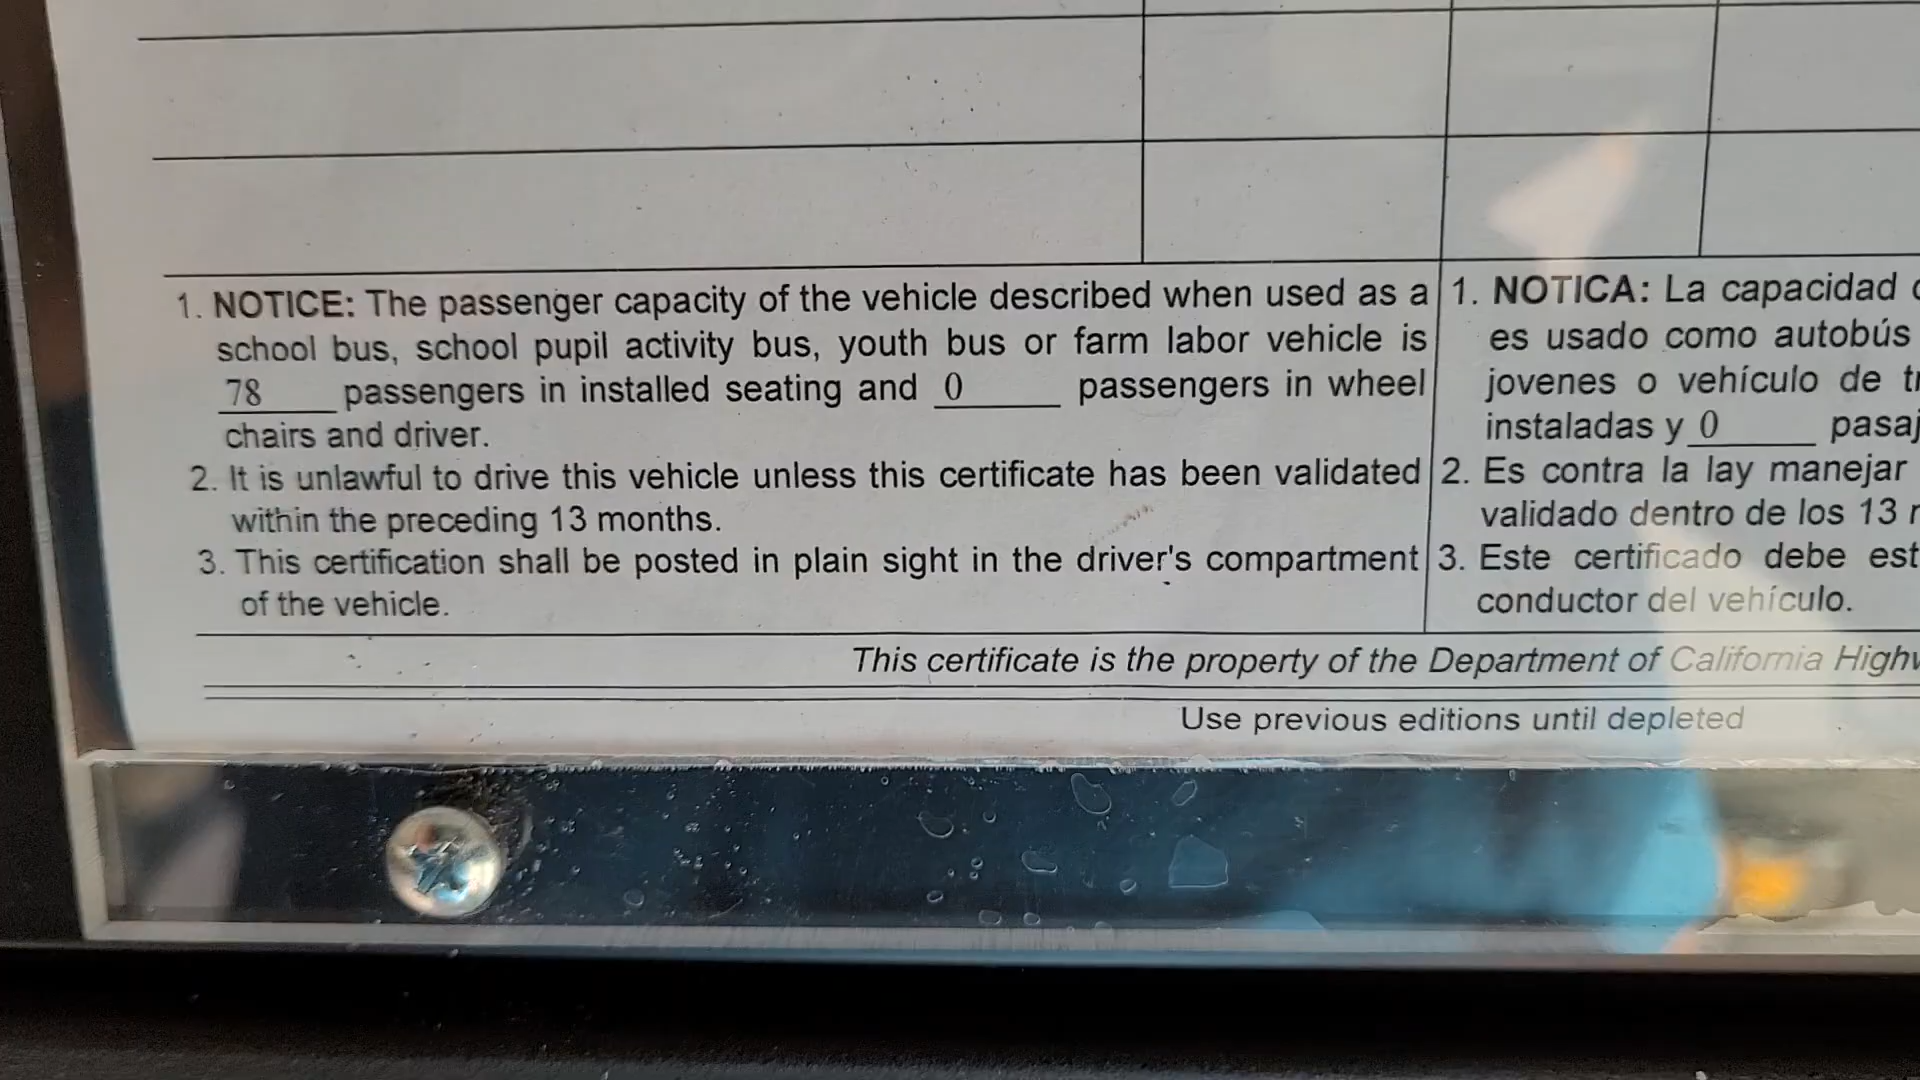 1. NOTICE: The passenger capacity of the vehicle described when used as a
school bus, school pupil activity bus, youth bus or farm labor vehicle is
78 passengers in installed seating and 0 passengers in wheel
chairs and driver.
2. It is unlawful to drive this vehicle unless this certificate has been validated
within the preceding 13 months.
3. This certification shall be posted in plain sight in the driver's compartment
of the vehicle.
1. NOTICA: La capacidad
es usado como autobús
jovenes o vehículo de
instaladas y 0
2. Es contra la lay manejar
validado dentro de los 13
3. Este certificado debe
conductor del vehículo.
This certificate is the property of the Department of California
Use previous editions until depleted